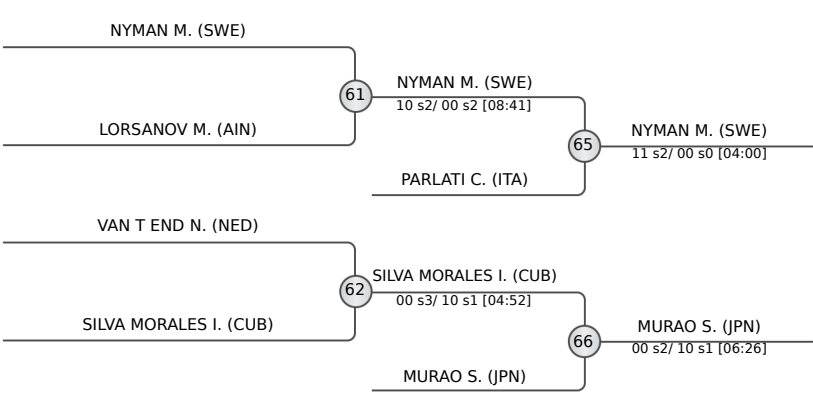 NYMAN M. (SWE)
61
NYMAN M. (SWE)
10 s2/ 00 s2 [08:41]
LORSANOV M. (AIN)
65
NYMAN M. (SWE)
11 s2/ 00 s0 [04:00]
PARLATI C. (ITA)
VAN T END N. (NED)
62
SILVA MORALES I. (CUB)
00 s3/ 10 s1 [04:52]
SILVA MORALES I. (CUB)
66
MURAO S. (JPN)
00 s2/ 10 s1 [06:26]
MURAO S. (JPN)